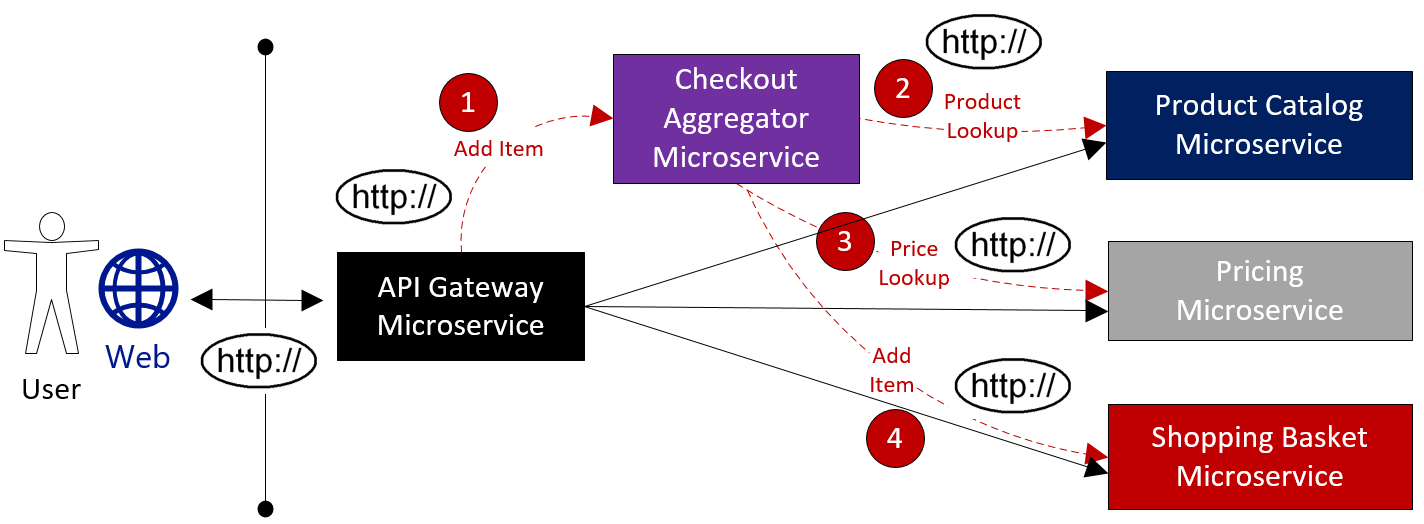 User
Web
http://
API Gateway
Microservice
http://
1
Add Item
Checkout
Aggregator
Microservice
2
http://
Product
Lookup
Product Catalog
Microservice
3
Price
Lookup
http://
Pricing
Microservice
Add
Item
4
http://
Shopping Basket
Microservice